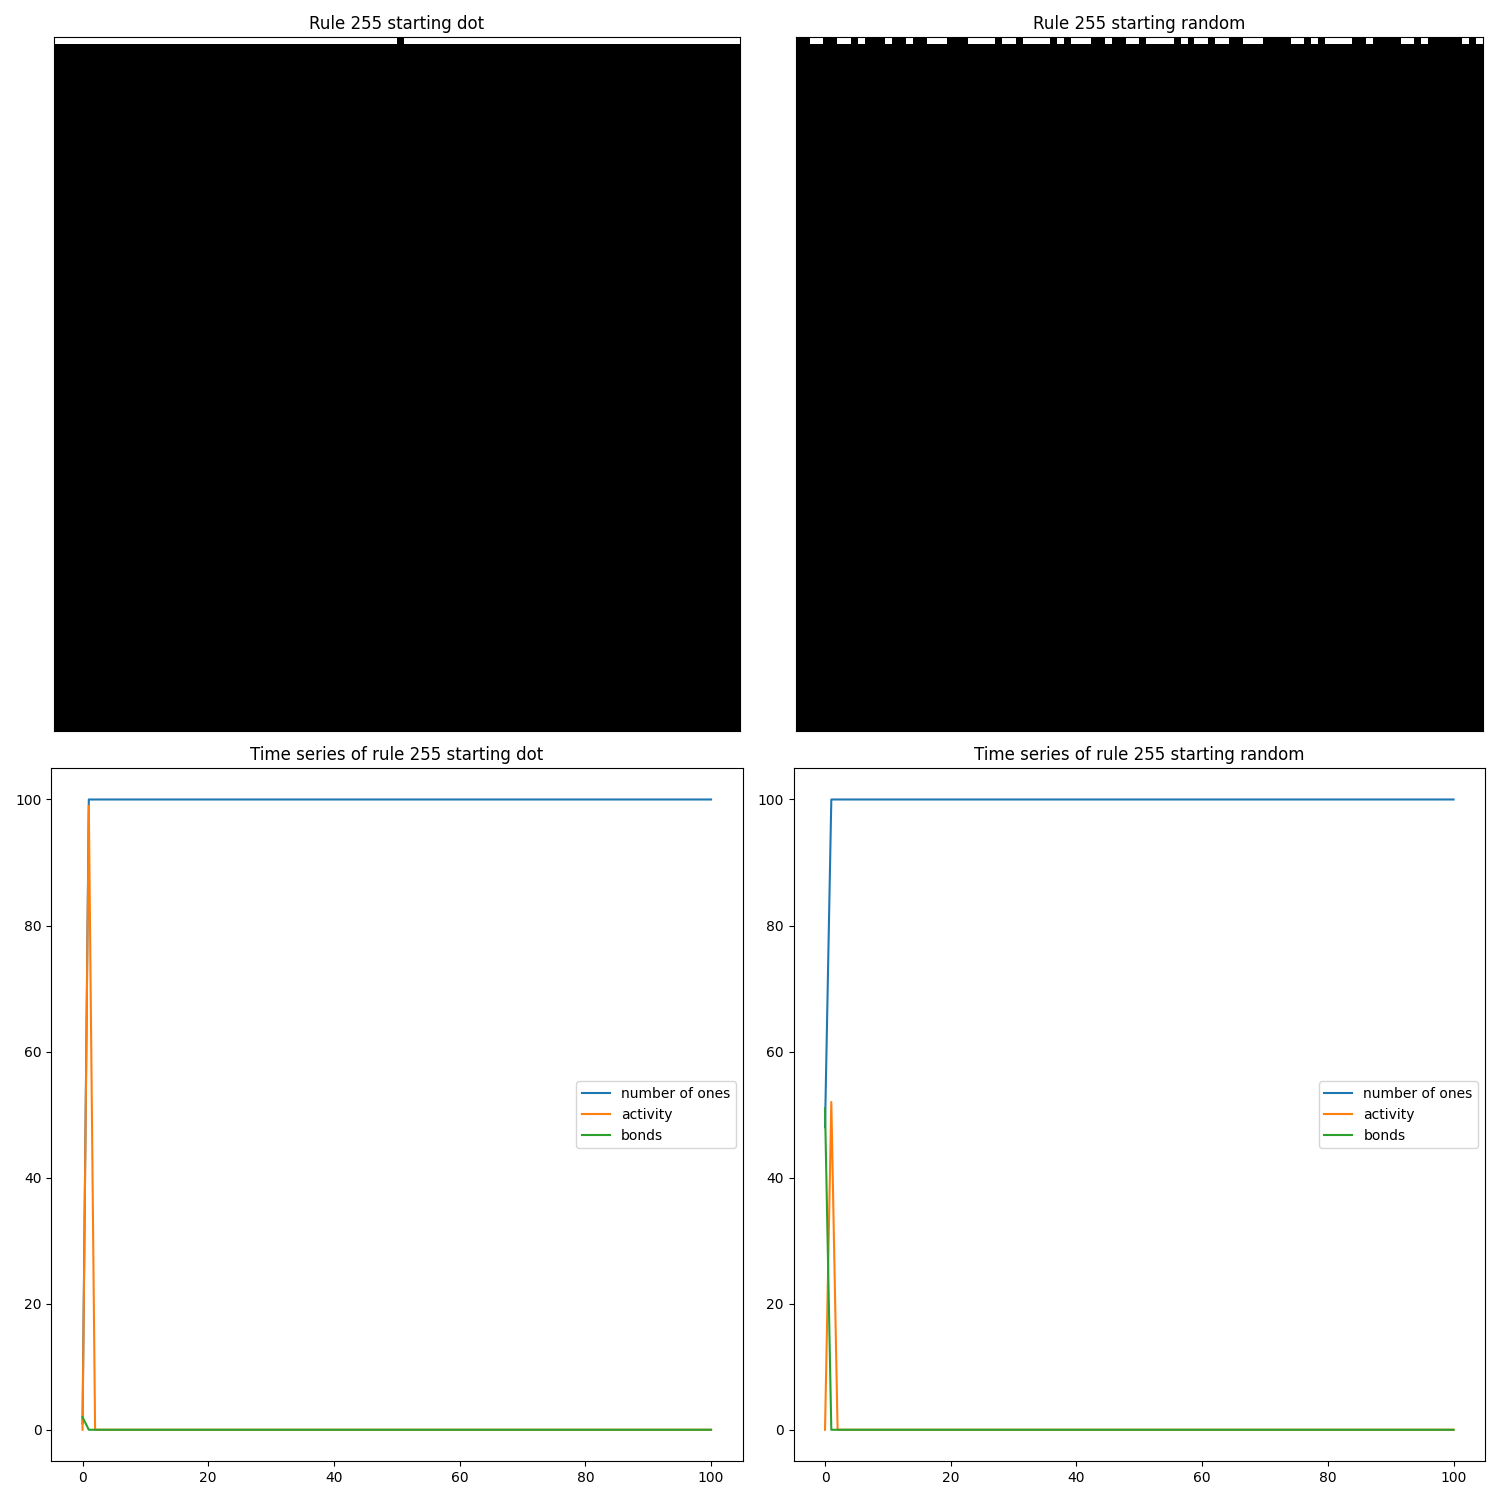 Rule 255 starting dot
Rule 255 starting random
Time series of rule 255 starting dot
100
80
60
40
20
0
0 20 40 60 80 100
number of ones
activity
bonds
Time series of rule 255 starting random
100
80
60
40
20
0
0 20 40 60 80 100
number of ones
activity
bonds